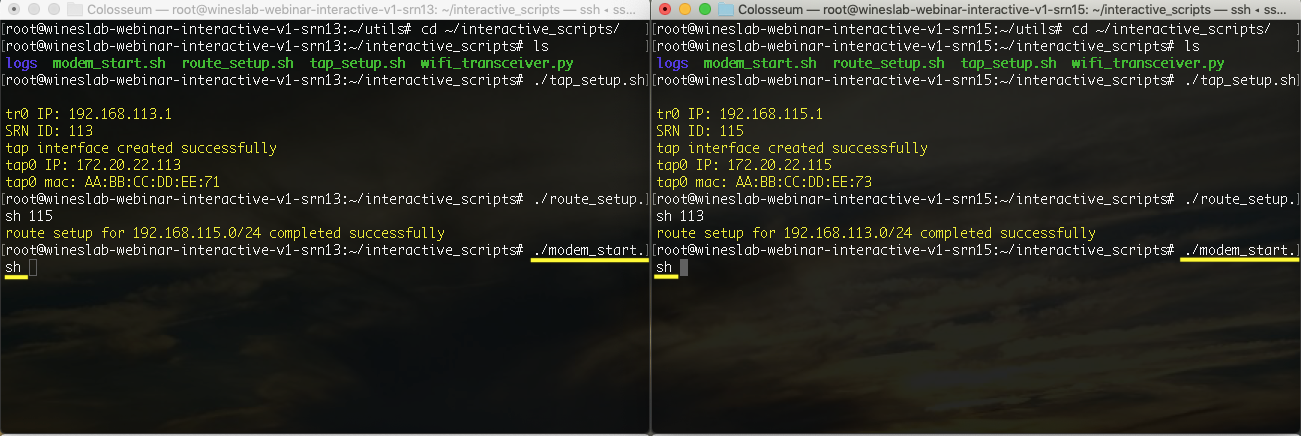 Colosseum — root@wineslab-webinar-interactive-v1-srn13: ~/interactive_scripts — ssh ◂ ss...
[root@wineslab-webinar-interactive-v1-srn13:~/utils# cd ~/interactive_scripts/ ]
[root@wineslab-webinar-interactive-v1-srn13:~/interactive_scripts# ls ]
logs modem_start.sh route_setup.sh tap_setup.sh wifi_transceiver.py
[root@wineslab-webinar-interactive-v1-srn13:~/interactive_scripts# ./tap_setup.sh]
tr0 IP: 192.168.113.1
SRN ID: 113
tap interface created successfully
tap0 IP: 172.20.22.113
tap0 mac: AA:BB:CC:DD:EE:71
[root@wineslab-webinar-interactive-v1-srn13:~/interactive_scripts# ./route_setup.]
sh 115
route setup for 192.168.115.0/24 completed successfully
[root@wineslab-webinar-interactive-v1-srn13:~/interactive_scripts# ./modem_start.]
sh
Colosseum — root@wineslab-webinar-interactive-v1-srn15: ~/interactive_scripts — ssh ◂ ss...
[root@wineslab-webinar-interactive-v1-srn15:~/utils# cd ~/interactive_scripts/ ]
[root@wineslab-webinar-interactive-v1-srn15:~/interactive_scripts# ls ]
logs modem_start.sh route_setup.sh tap_setup.sh wifi_transceiver.py
[root@wineslab-webinar-interactive-v1-srn15:~/interactive_scripts# ./tap_setup.sh]
tr0 IP: 192.168.115.1
SRN ID: 115
tap interface created successfully
tap0 IP: 172.20.22.115
tap0 mac: AA:BB:CC:DD:EE:73
[root@wineslab-webinar-interactive-v1-srn15:~/interactive_scripts# ./route_setup.]
sh 113
route setup for 192.168.113.0/24 completed successfully
[root@wineslab-webinar-interactive-v1-srn15:~/interactive_scripts# ./modem_start.]
sh